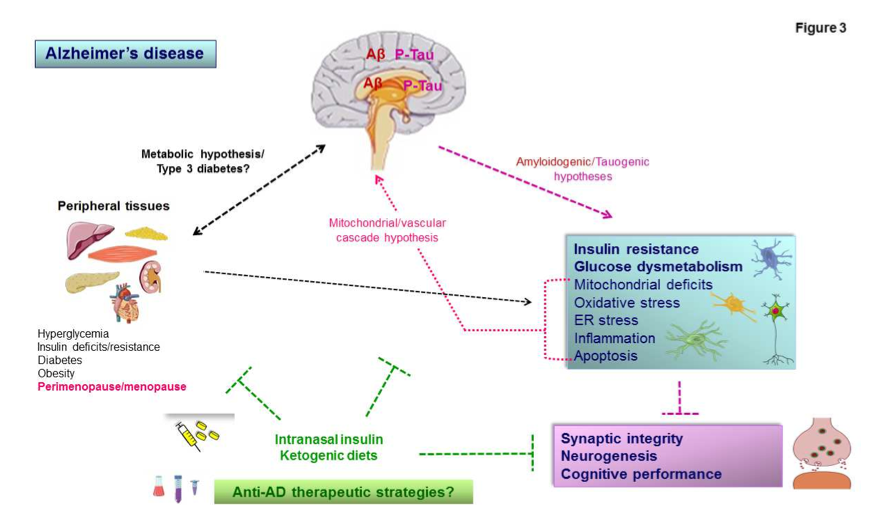 Figure 3
Alzheimer's disease
Aβ P-Tau
Aβ P-Tau
Metabolic hypothesis/
Type 3 diabetes?
Amyloidogenic/Tauogenic
hypotheses
Peripheral tissues
Mitochondrial/vascular
cascade hypothesis
Insulin resistance
Glucose dysmetabolism
Mitochondrial deficits
Oxidative stress
ER stress
Inflammation
Apoptosis
Hyperglycemia
Insulin deficits/resistance
Diabetes
Obesity
Perimenopause/menopause
Intranasal insulin
Ketogenic diets
Synaptic integrity
Neurogenesis
Cognitive performance
Anti-AD therapeutic strategies?